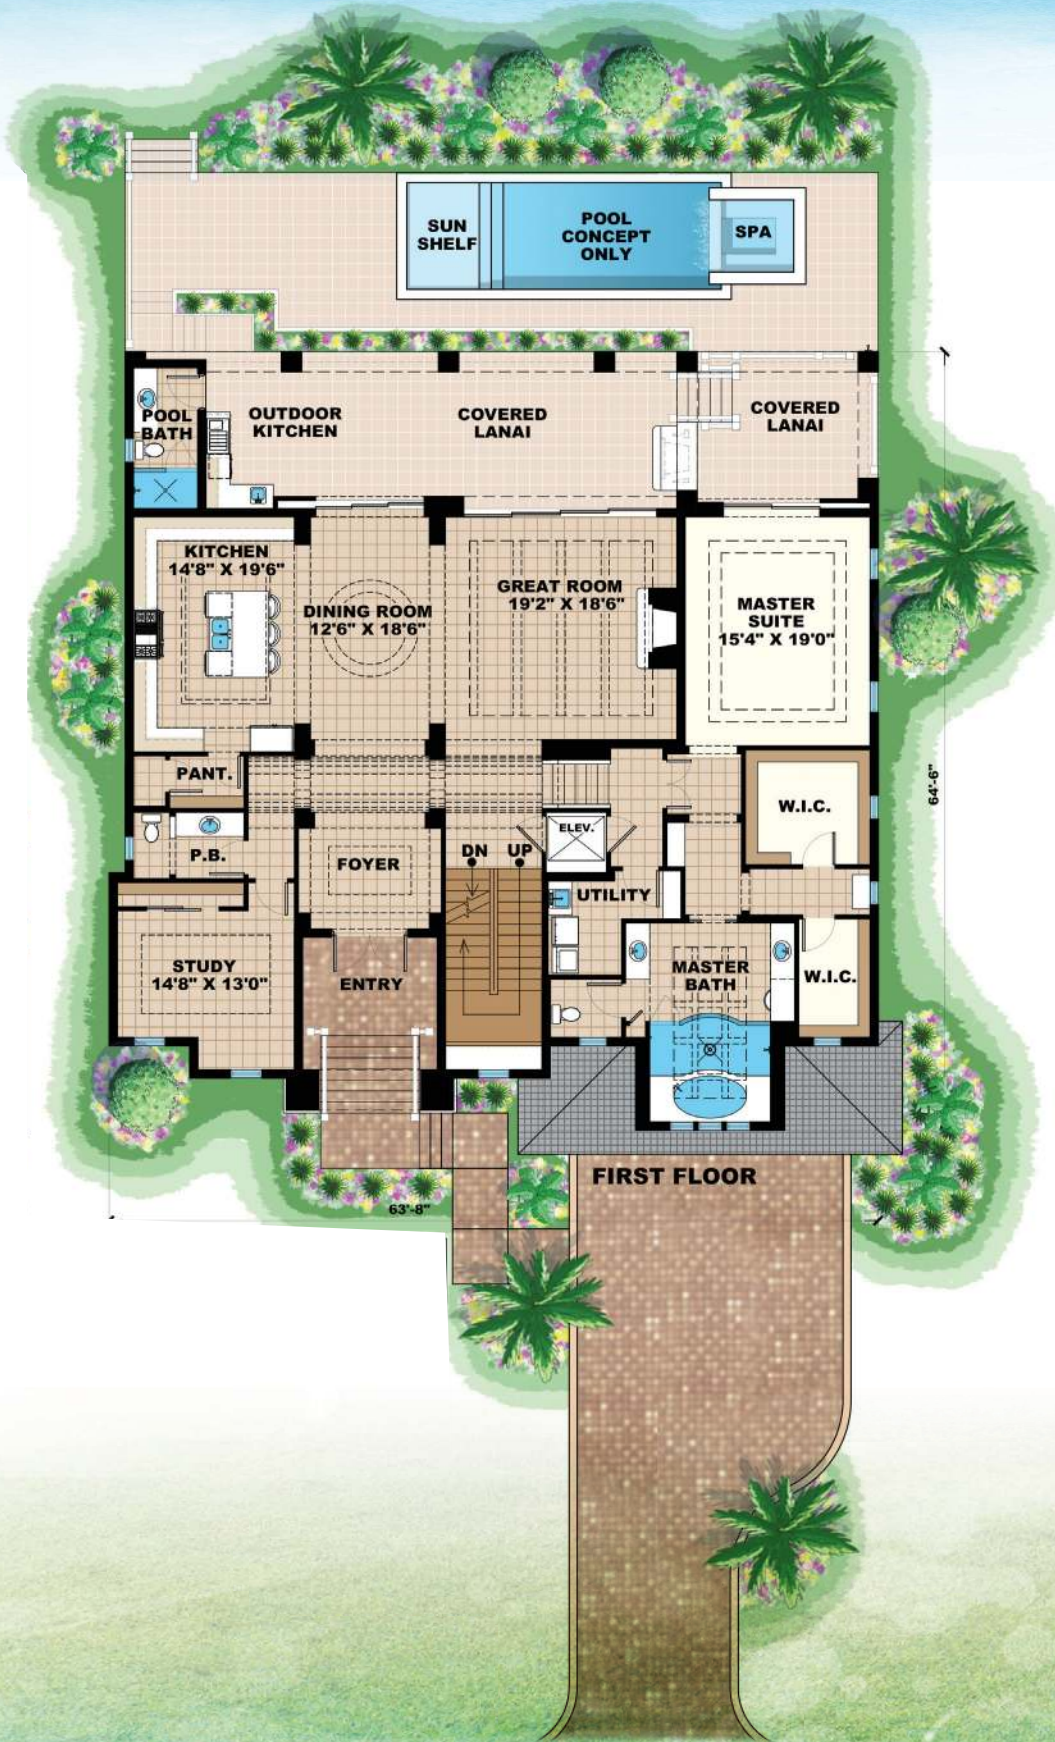 SUN
SHELF
POOL
CONCEPT
ONLY
SPA
POOL
BATH
OUTDOOR
KITCHEN
COVERED
LANAI
COVERED
LANAI
KITCHEN
14'8" X 19'6"
DINING ROOM
12'6" X 18'6"
GREAT ROOM
19'2" X 18'6"
MASTER
SUITE
15'4" X 19'0"
PANT.
W.I.C.
64'-6"
P.B.
FOYER
DN
UP
ELEV.
UTILITY
STUDY
14'8" X 13'0"
ENTRY
MASTER
BATH
W.I.C.
FIRST FLOOR
63'-8"